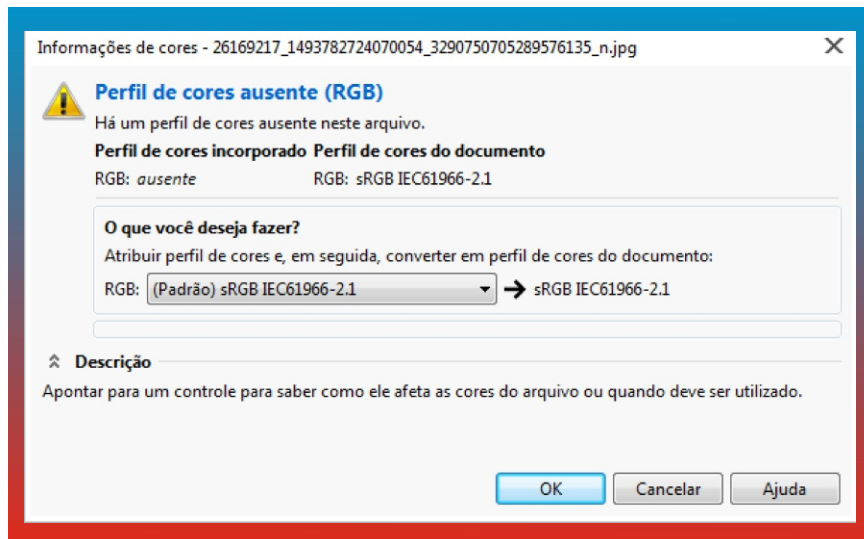 Informações de cores - 26169217_1493782724070054_3290750705289576135_n.jpg
Perfil de cores ausente (RGB)
Há um perfil de cores ausente neste arquivo.
Perfil de cores incorporado Perfil de cores do documento
RGB: ausente RGB: sRGB IEC61966-2.1
O que você deseja fazer?
Atribuir perfil de cores e, em seguida, converter em perfil de cores do documento:
RGB: (Padrão) sRGB IEC61966-2.1 → sRGB IEC61966-2.1
Descrição
Apontar para um controle para saber como ele afeta as cores do arquivo ou quando deve ser utilizado.
OK Cancelar Ajuda